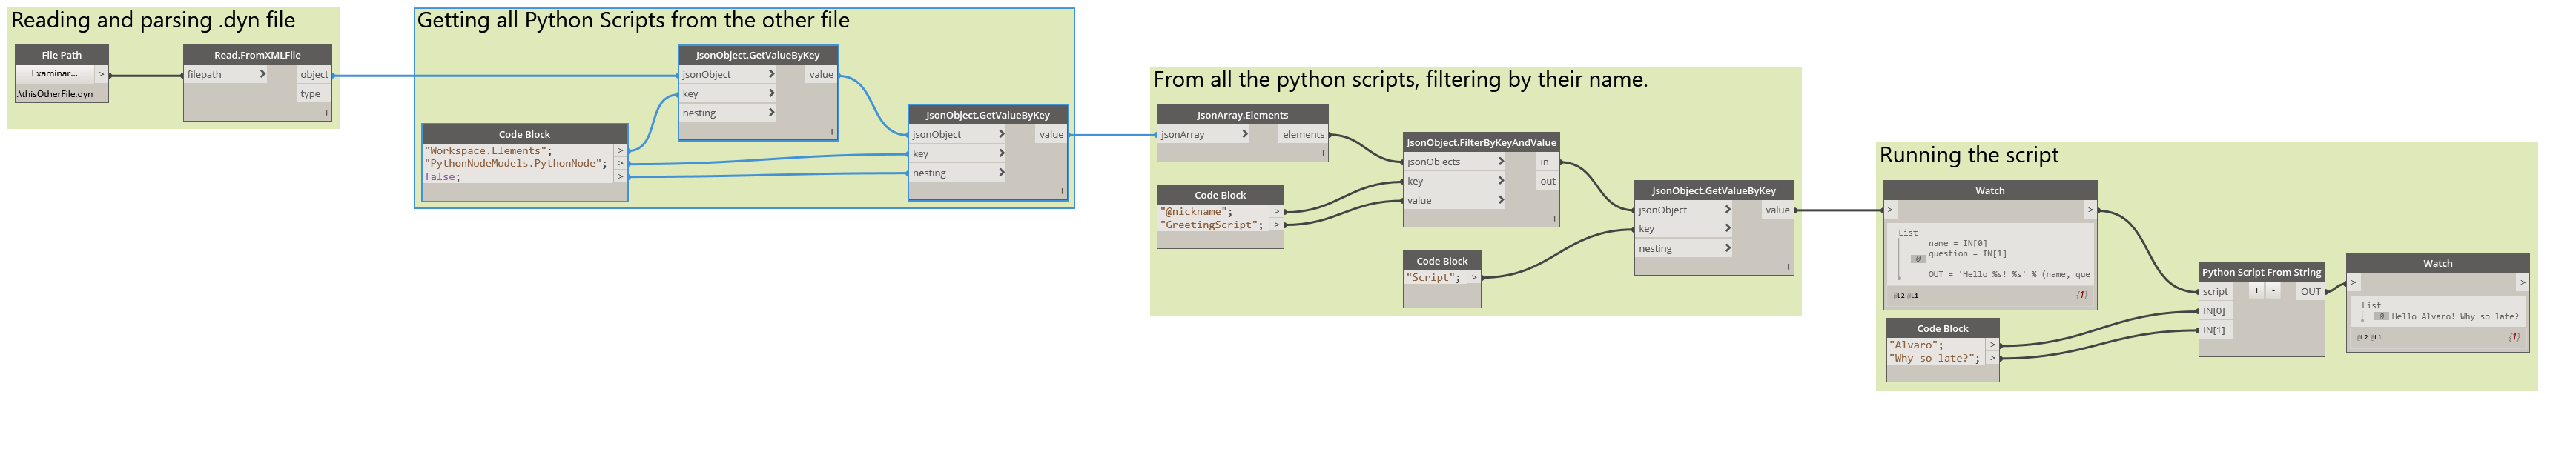 Reading and parsing .dyn file
File Path
Examinar...
>
.\thisOtherFile.dyn
Read.FromXMLFile
filepath
>
object
type
l
Getting all Python Scripts from the other file
Code Block
"Workspace.Elements";
>
"PythonNodeModels.PythonNode";
>
false;
>
JsonObject.GetValueByKey
jsonObject
>
value
key
>
nesting
>
l
JsonObject.GetValueByKey
jsonObject
>
value
key
>
nesting
>
l
From all the python scripts, filtering by their name.
JsonArray.Elements
jsonArray
>
elements
l
Code Block
"@nickname";
>
"GreetingScript";
>
JsonObject.FilterByKeyAndValue
jsonObjects
>
in
key
>
out
value
>
l
Code Block
"Script";
>
JsonObject.GetValueByKey
jsonObject
>
value
key
>
nesting
>
l
Running the script
Watch
>
>
List
name = IN[0]
question = IN[1]
0
OUT = 'Hello %s! %s' % (name, que
@L2 @L1
{1}
Code Block
"Alvaro";
>
"Why so late?";
>
Python Script From String
script
+
-
OUT
IN[0]
IN[1]
Watch
>
>
List
0 Hello Alvaro! Why so late?
@L2 @L1
{1}